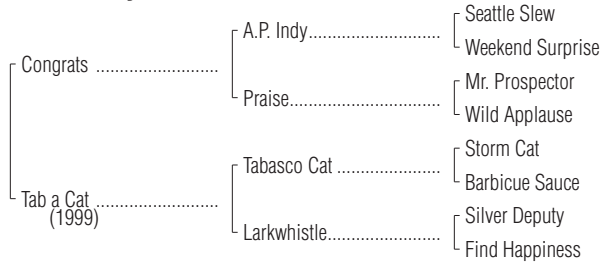 Seattle Slew
A.P. Indy
Weekend Surprise
Congrats
Mr. Prospector
Praise
Wild Applause
Storm Cat
Tabasco Cat
Barbicue Sauce
Tab a Cat
(1999)
Silver Deputy
Larkwhistle
Find Happiness